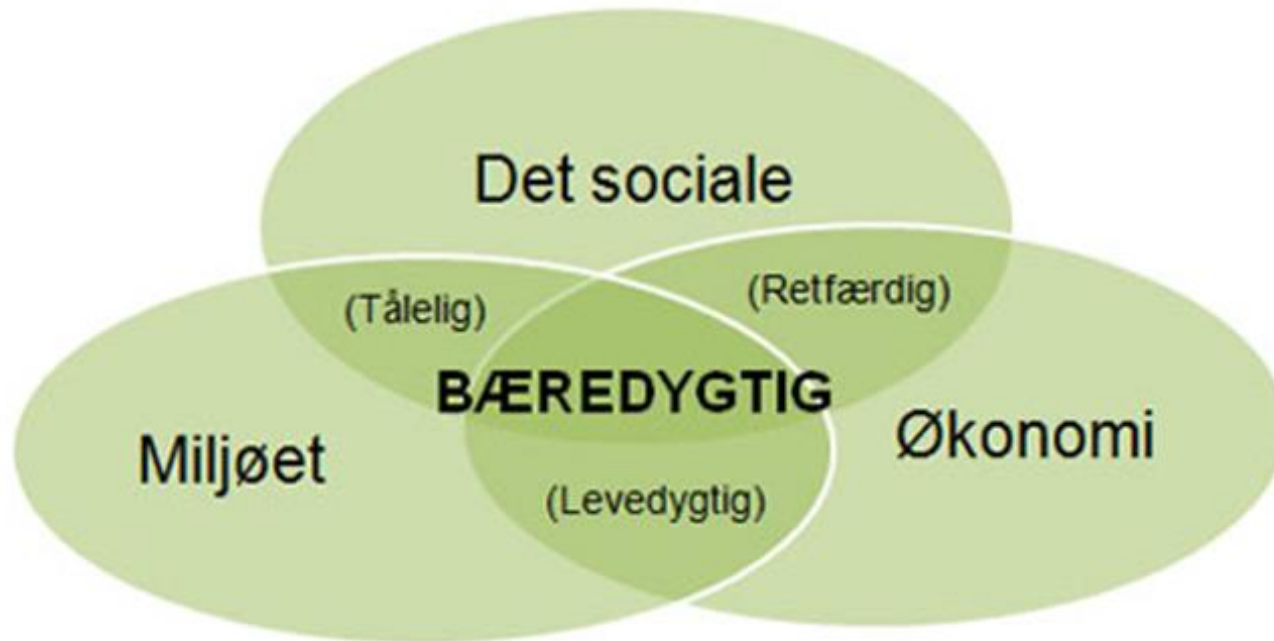 Det sociale
(Tålelig)
(Retfærdig)
BÆREDYGTIG
Miljøet
Økonomi
(Levedygtig)